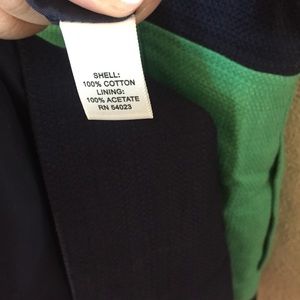 SHELL:
100% COTTON
LINING:
100% ACETATE
RN 54023